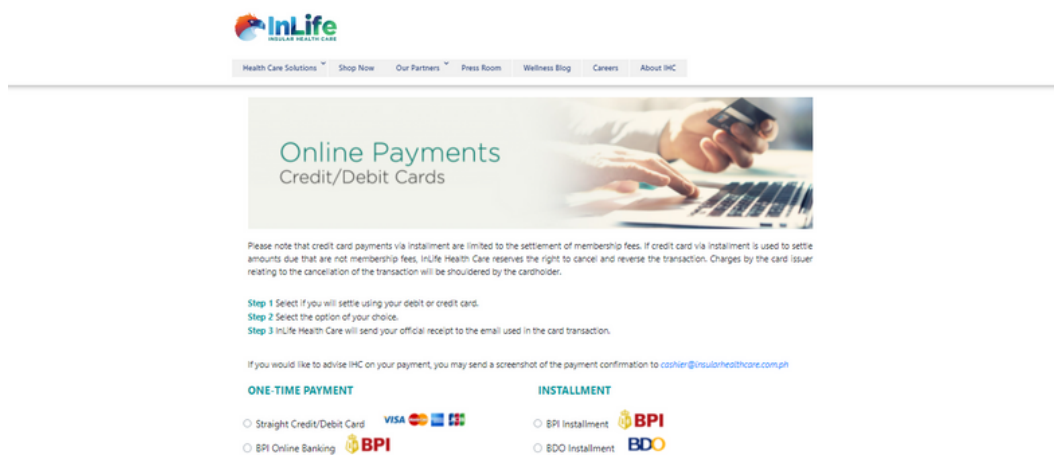 InLife
INSULAR HEALTH CARE
Health Care Solutions Shop Now Our Partners Press Room Wellness Blog Careers About IHC
Online Payments
Credit/Debit Cards
Please note that credit card payments via installment are limited to the settlement of membership fees. If credit card via installment is used to settle
amounts due that are not membership fees, InLife Health Care reserves the right to cancel and reverse the transaction. Charges by the card issuer
relating to the cancellation of the transaction will be shouldered by the cardholder.
Step 1 Select if you will settle using your debit or credit card.
Step 2 Select the option of your choice.
Step 3 InLife Health Care will send your official receipt to the email used in the card transaction.
If you would like to advise IHC on your payment, you may send a screenshot of the payment confirmation to cashier@insularhealthcare.com.ph
ONE-TIME PAYMENT INSTALLMENT
Straight Credit/Debit Card VISA JCB BPI Installment BPI
BPI Online Banking BPI BDO Installment BDO